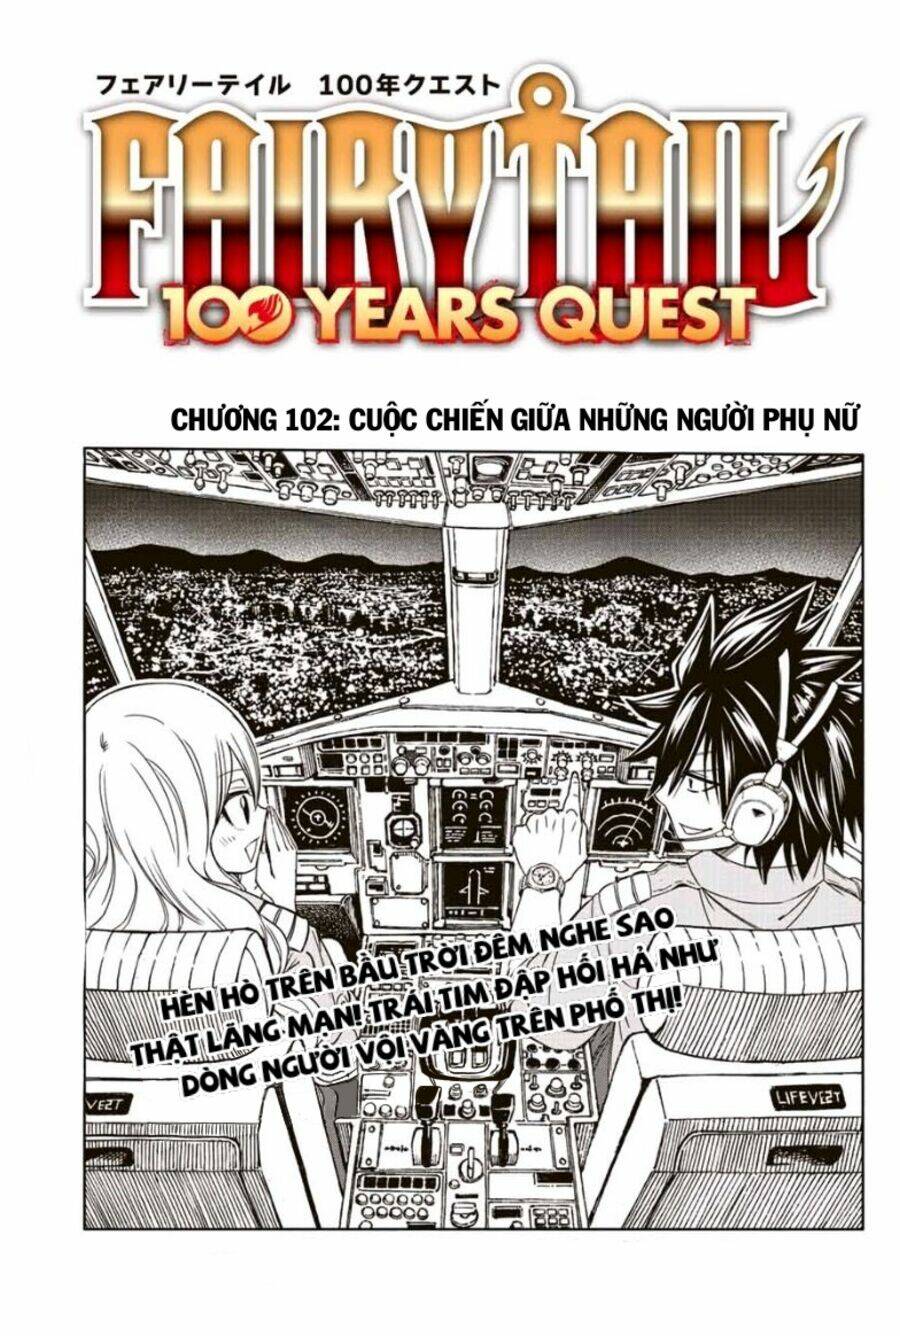 フェアリーテイル 100年クエスト
FAIRY TAIL
100 YEARS QUEST
CHƯƠNG 102: CUỘC CHIẾN GIỮA NHỮNG NGƯỜI PHỤ NỮ
HẸN HÒ TRÊN BẦU TRỜI ĐÊM NGHE SAO
THẬT LÃNG MẠN! TRÁI TIM ĐẬP HỐI HẢ NHƯ
DÒNG NGƯỜI VỘI VÀNG TRÊN PHỐ THỊ!
VEST
LIFEVEST